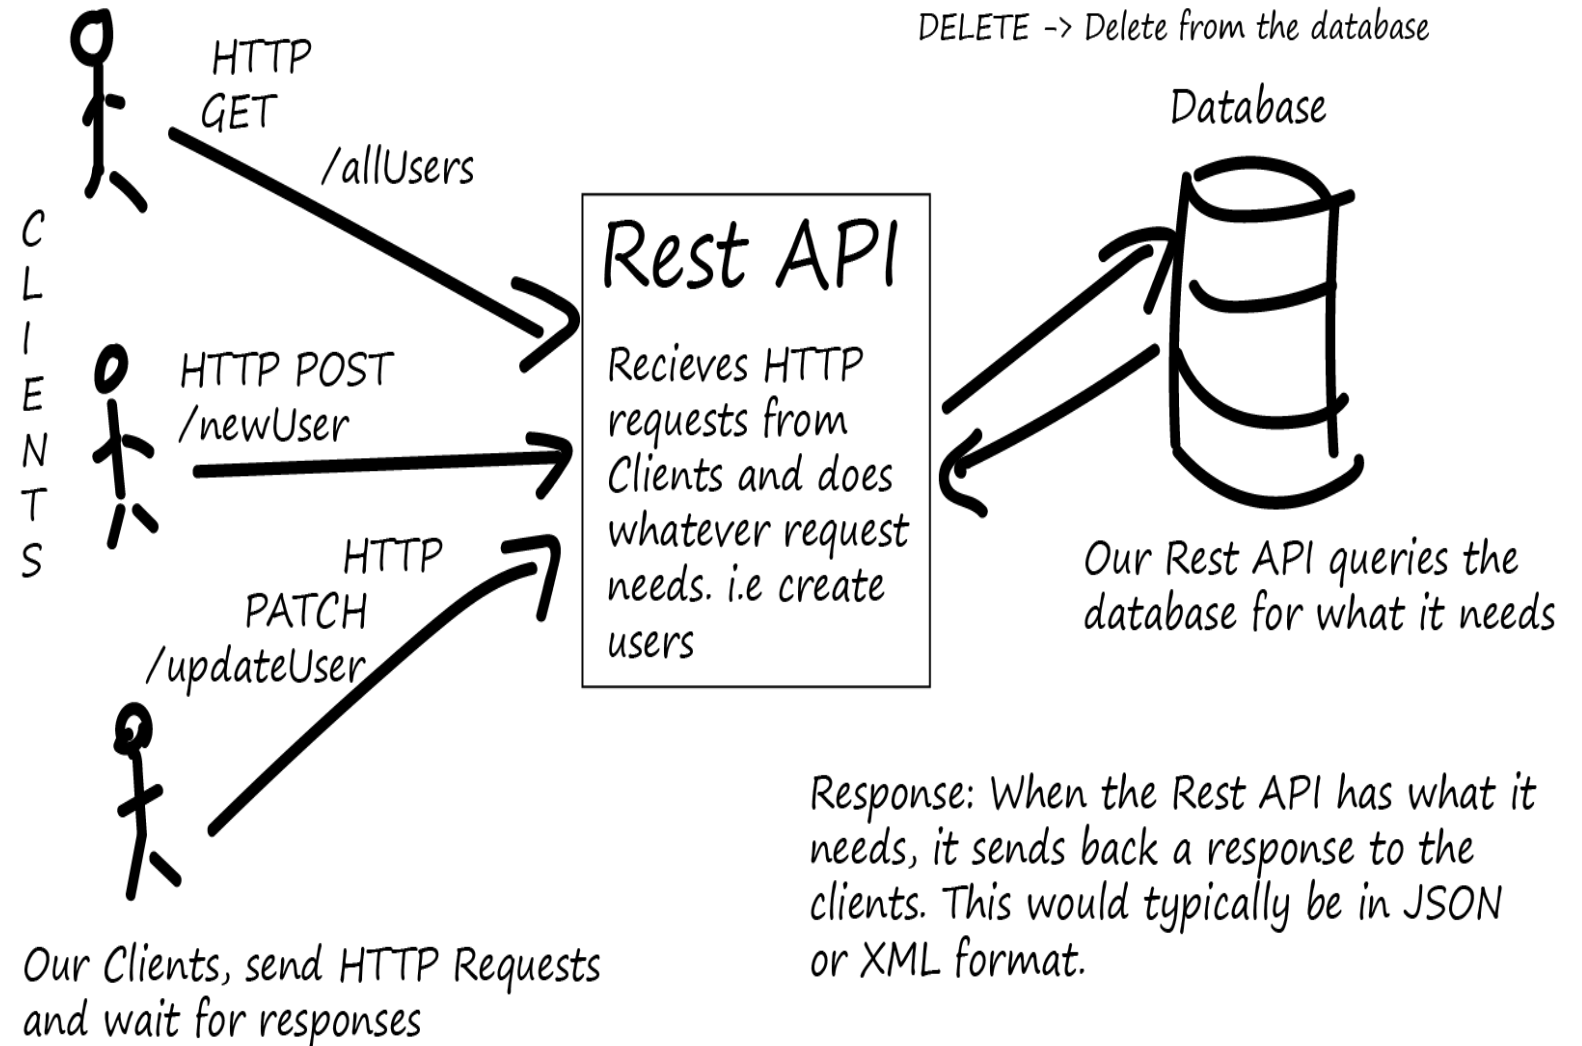 DELETE -> Delete from the database
HTTP
GET
/allUsers
C
L
I
E
N
T
S
HTTP POST
/newUser
HTTP
PATCH
/updateUser
Our Clients, send HTTP Requests
and wait for responses
Rest API
Recieves HTTP
requests from
Clients and does
whatever request
needs. i.e create
users
Database
Our Rest API queries the
database for what it needs
Response: When the Rest API has what it
needs, it sends back a response to the
clients. This would typically be in JSON
or XML format.